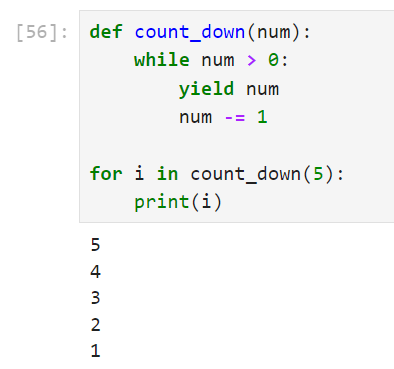 [56]: def count_down(num):
    while num > 0:
        yield num
        num -= 1

for i in count_down(5):
    print(i)
5
4
3
2
1